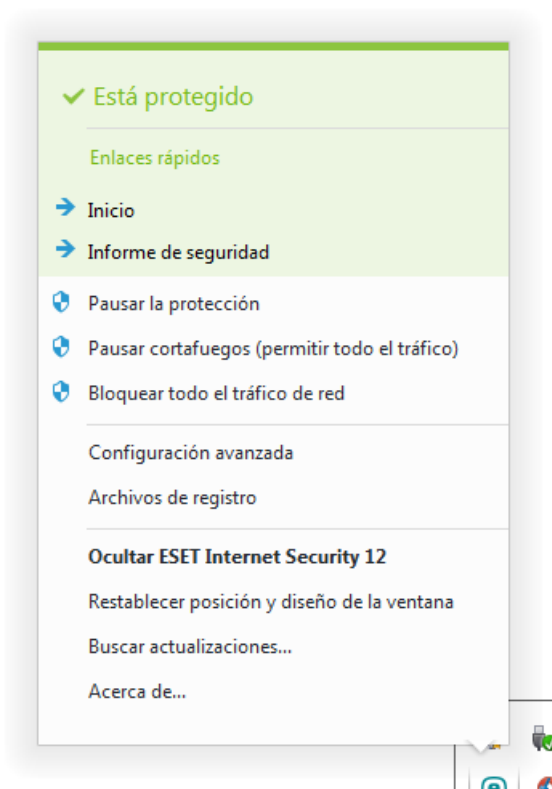 Está protegido
Enlaces rápidos
Inicio
Informe de seguridad
Pausar la protección
Pausar cortafuegos (permitir todo el tráfico)
Bloquear todo el tráfico de red
Configuración avanzada
Archivos de registro
Ocultar ESET Internet Security 12
Restablecer posición y diseño de la ventana
Buscar actualizaciones...
Acerca de...